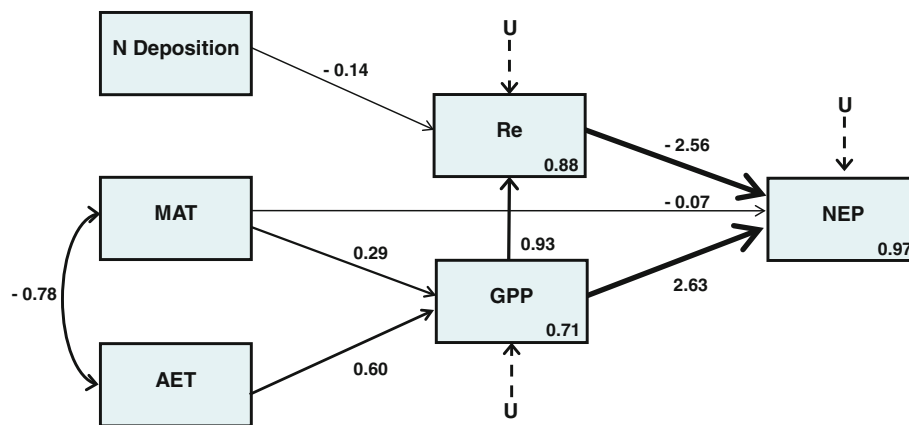 N Deposition
U
- 0.14
Re
0.88
U
- 2.56
MAT
- 0.07
NEP
0.97
0.29
0.93
- 0.78
GPP
0.71
2.63
AET
0.60
U